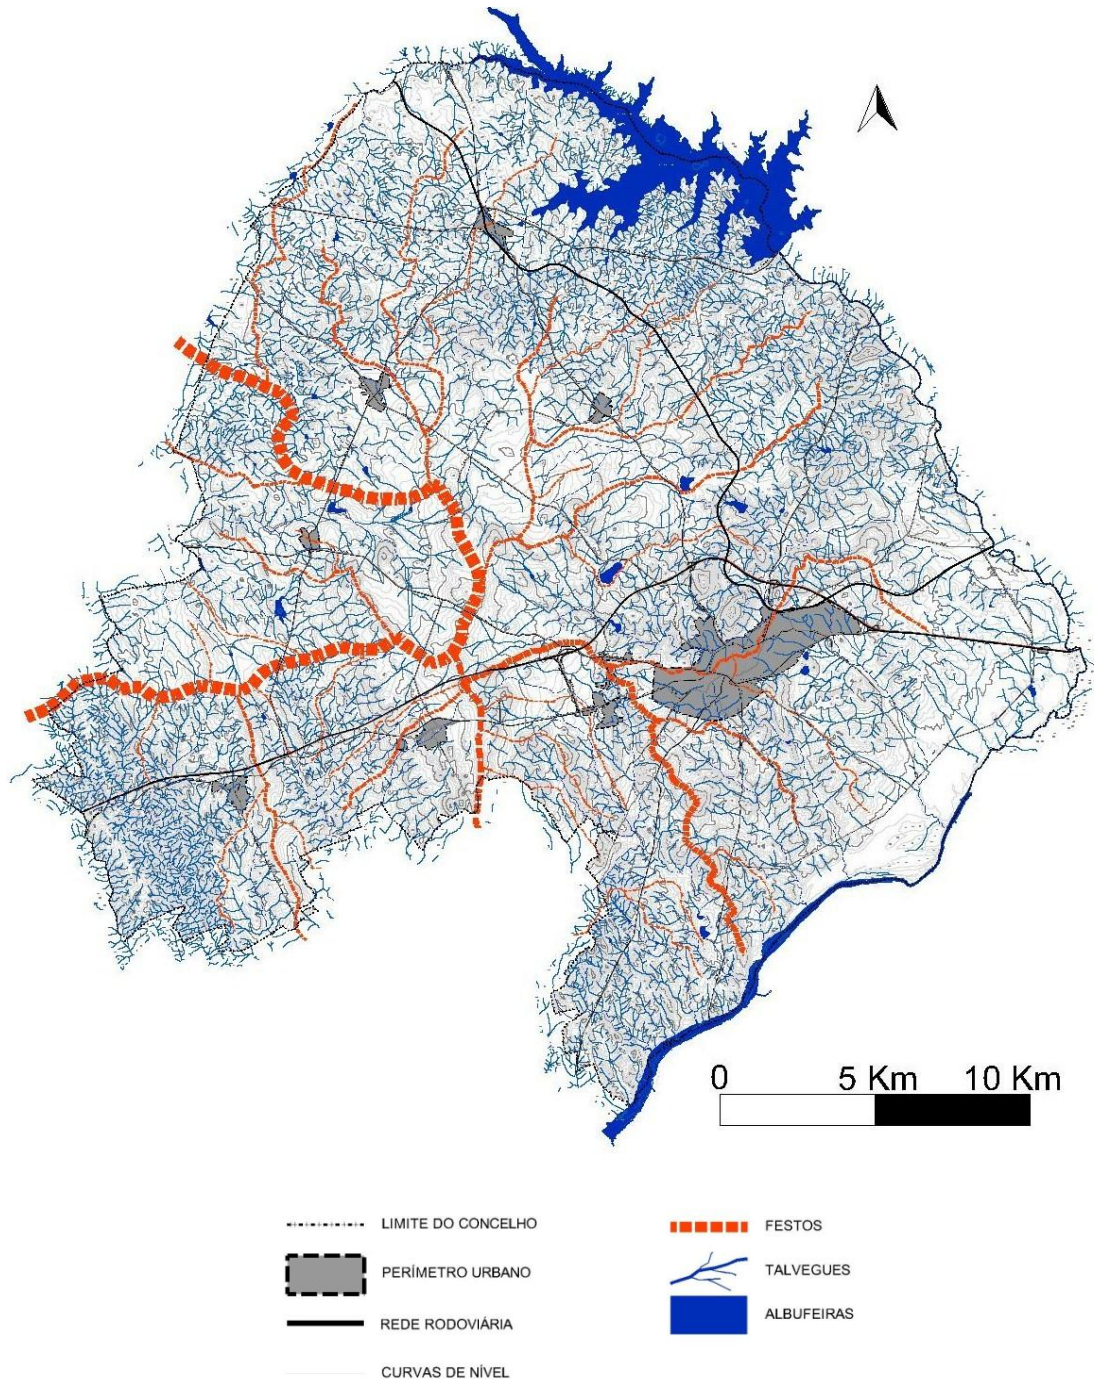 0 5 Km 10 Km
LIMITE DO CONCELHO
PERÍMETRO URBANO
REDE RODOVIÁRIA
CURVAS DE NÍVEL
FESTOS
TALVEGUES
ALBUFEIRAS